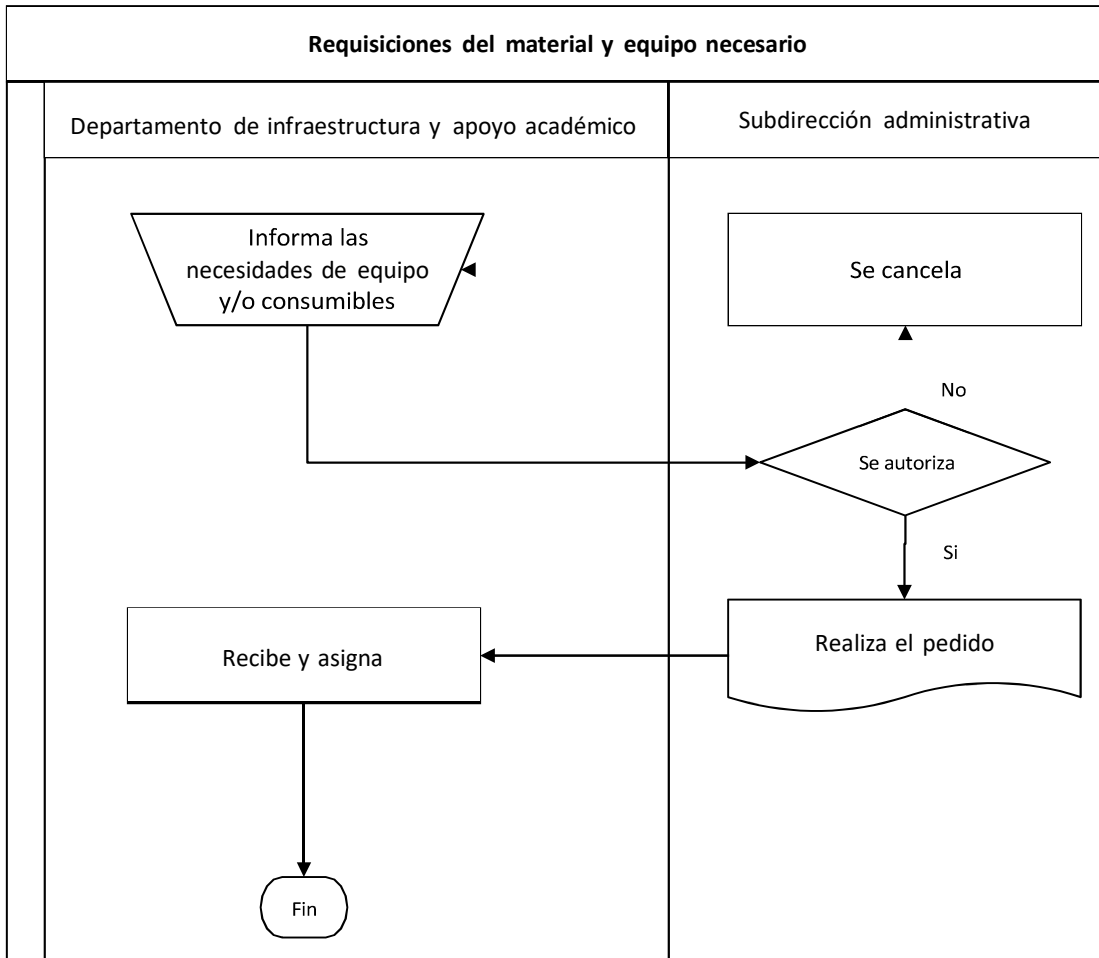 Requisiciones del material y equipo necesario
Departamento de infraestructura y apoyo académico
Subdirección administrativa
Informa las
necesidades de equipo
y/o consumibles
Se cancela
No
Se autoriza
Si
Realiza el pedido
Recibe y asigna
Fin